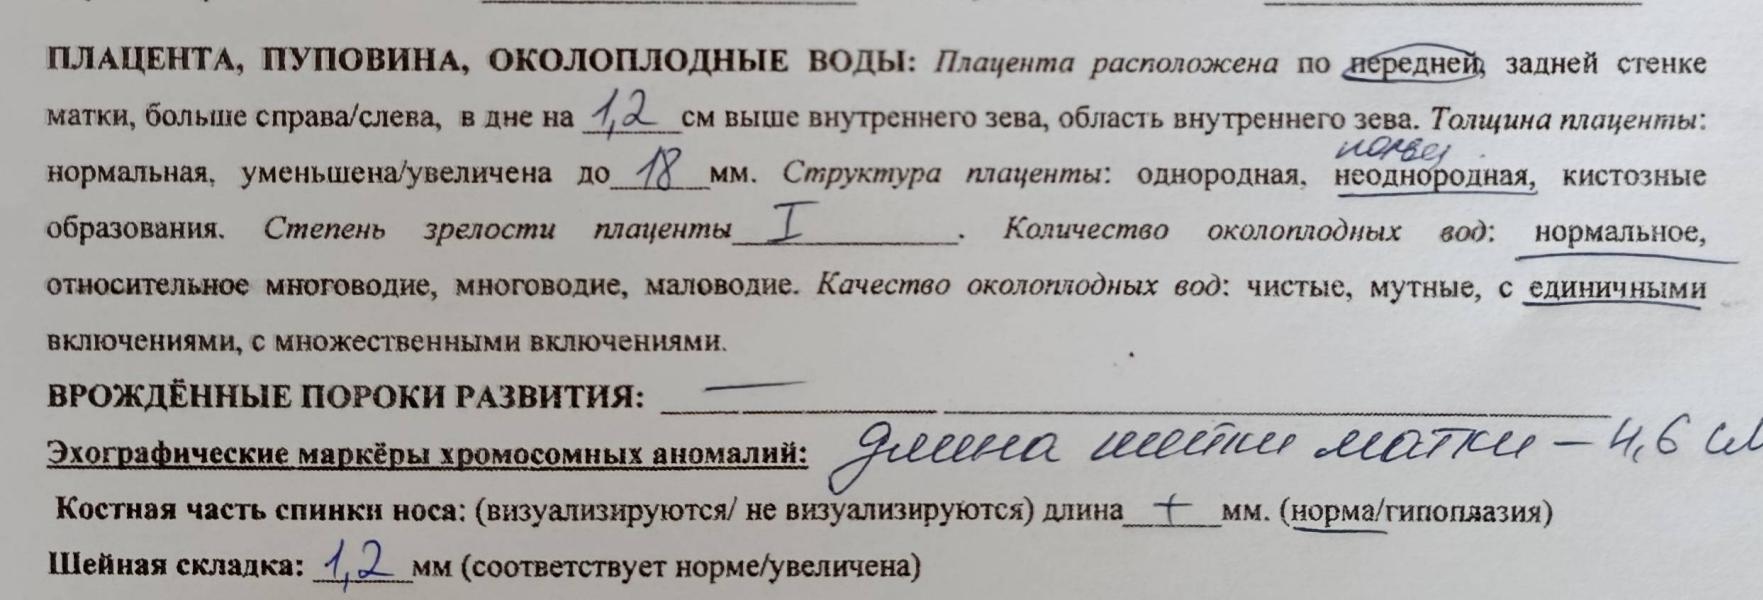 ПЛАЦЕНТА, ПУПОВИНА, ОКОЛОПЛОДНЫЕ ВОДЫ: Плацента расположена по передней, задней стенке
матки, больше справа/слева, в дне на 1,2 см выше внутреннего зева, область внутреннего зева. Толщина плаценты:
нормальная, уменьшена/увеличена до 18 мм. Структура плаценты: однородная, неоднородная, кистозные
образования. Степень зрелости плаценты I . Количество околоплодных вод: нормальное,
относительное многоводие, многоводие, маловодие. Качество околоплодных вод: чистые, мутные, с единичными
включениями, с множественными включениями.
ВРОЖДЁННЫЕ ПОРОКИ РАЗВИТИЯ: —
Эхографические маркёры хромосомных аномалий: длина шейки матки – 4,6 см
Костная часть спинки носа: (визуализируются/ не визуализируются) длина + мм. (норма/гипоплазия)
Шейная складка: 1,2 мм (соответствует норме/увеличена)